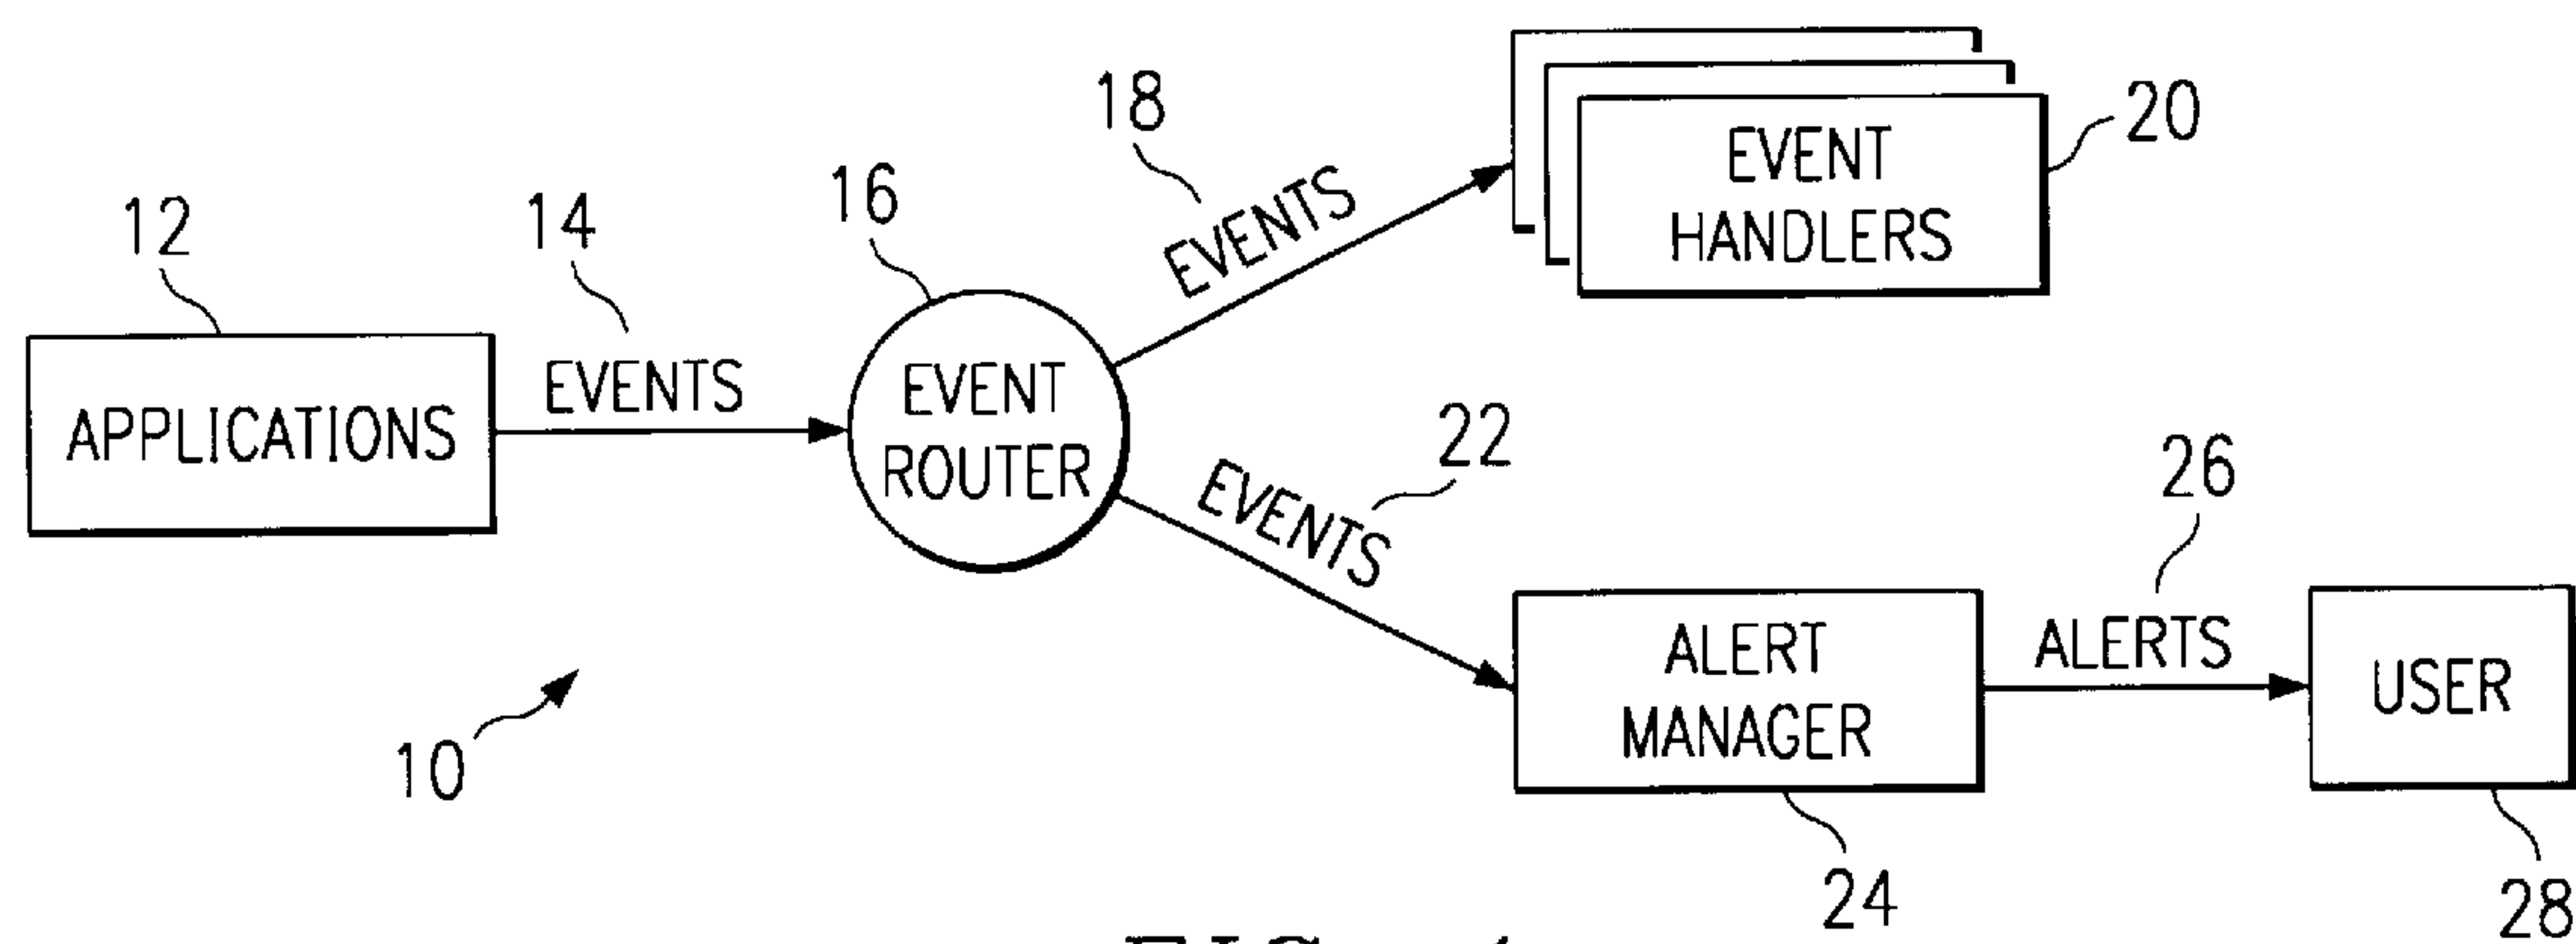 12
14
16
18
20
APPLICATIONS
EVENTS
EVENT
ROUTER
EVENTS
EVENT
HANDLERS
EVENTS
22
26
ALERT
MANAGER
ALERTS
USER
10
24
28